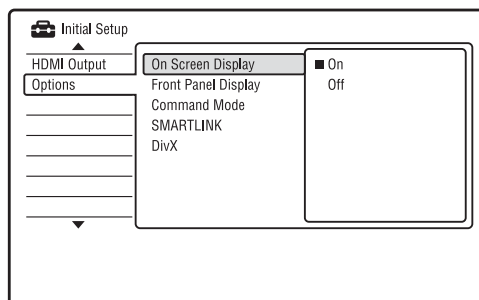 Initial Setup
HDMI Output
Options
On Screen Display
Front Panel Display
Command Mode
SMARTLINK
DivX
On
Off